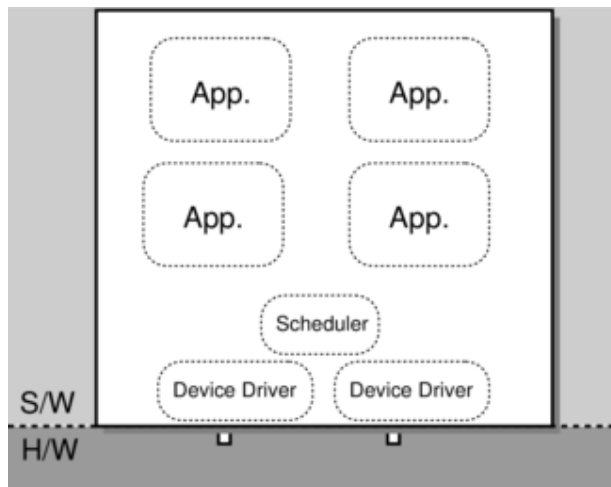 App.
App.
App.
App.
Scheduler
Device Driver
Device Driver
S/W
H/W